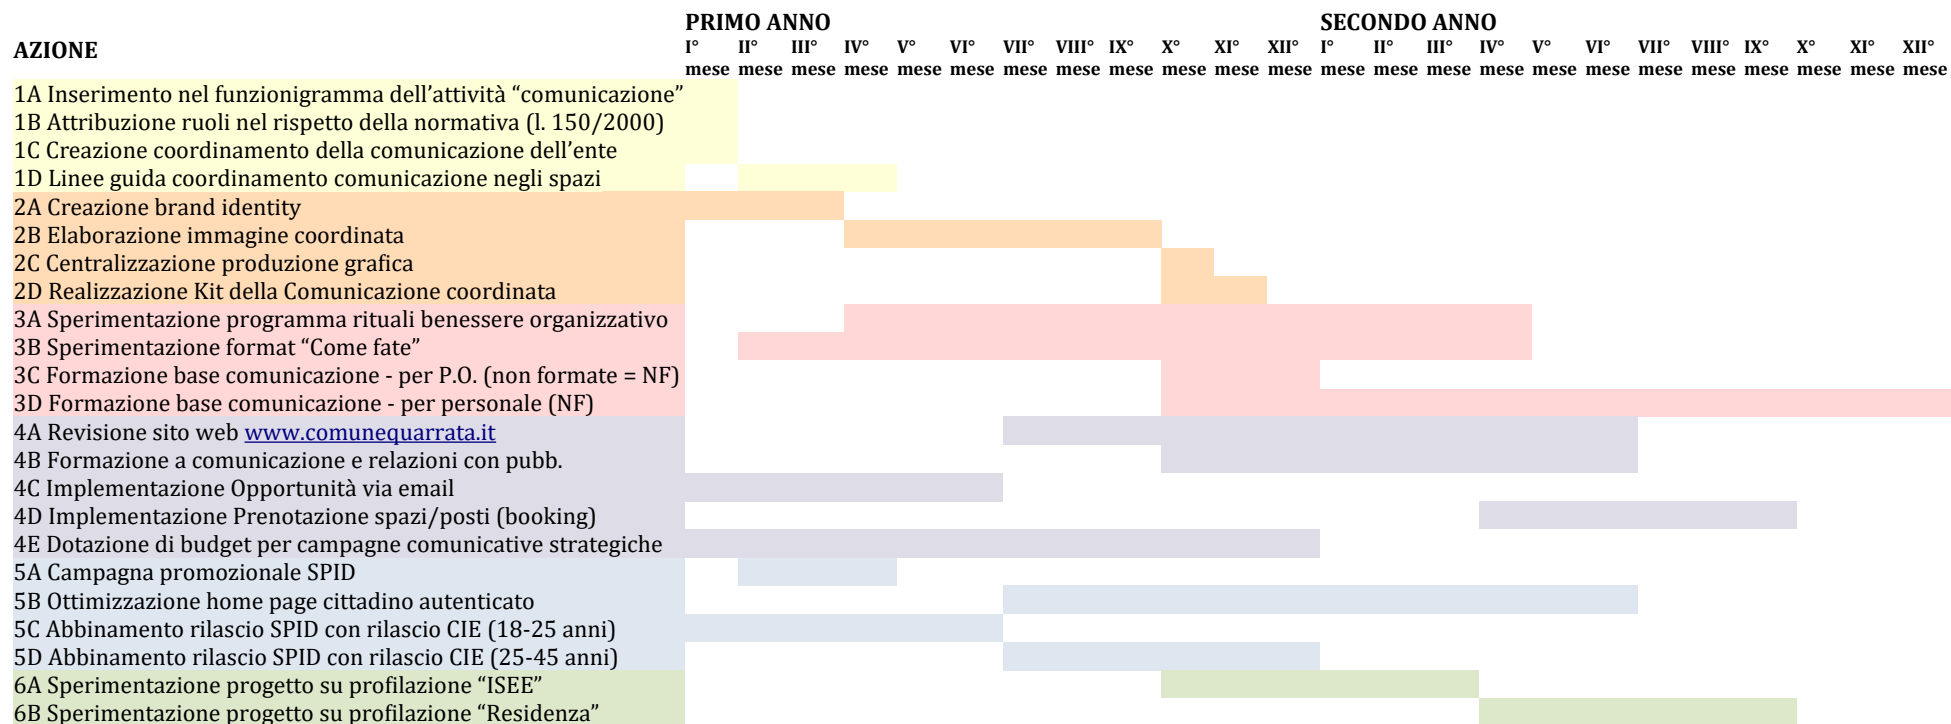 PRIMO ANNO SECONDO ANNO
AZIONE I° II° III° IV° V° VI° VII° VIII° IX° X° XI° XII° I° II° III° IV° V° VI° VII° VIII° IX° X° XI° XII°
mese mese mese mese mese mese mese mese mese mese mese mese mese mese mese mese mese mese mese mese mese mese mese mese
1A Inserimento nel funzionigramma dell’attività “comunicazione”
1B Attribuzione ruoli nel rispetto della normativa (l. 150/2000)
1C Creazione coordinamento della comunicazione dell’ente
1D Linee guida coordinamento comunicazione negli spazi
2A Creazione brand identity
2B Elaborazione immagine coordinata
2C Centralizzazione produzione grafica
2D Realizzazione Kit della Comunicazione coordinata
3A Sperimentazione programma rituali benessere organizzativo
3B Sperimentazione format “Come fate”
3C Formazione base comunicazione - per P.O. (non formate = NF)
3D Formazione base comunicazione - per personale (NF)
4A Revisione sito web www.comunequarrata.it
4B Formazione a comunicazione e relazioni con pubb.
4C Implementazione Opportunità via email
4D Implementazione Prenotazione spazi/posti (booking)
4E Dotazione di budget per campagne comunicative strategiche
5A Campagna promozionale SPID
5B Ottimizzazione home page cittadino autenticato
5C Abbinamento rilascio SPID con rilascio CIE (18-25 anni)
5D Abbinamento rilascio SPID con rilascio CIE (25-45 anni)
6A Sperimentazione progetto su profilazione “ISEE”
6B Sperimentazione progetto su profilazione “Residenza”